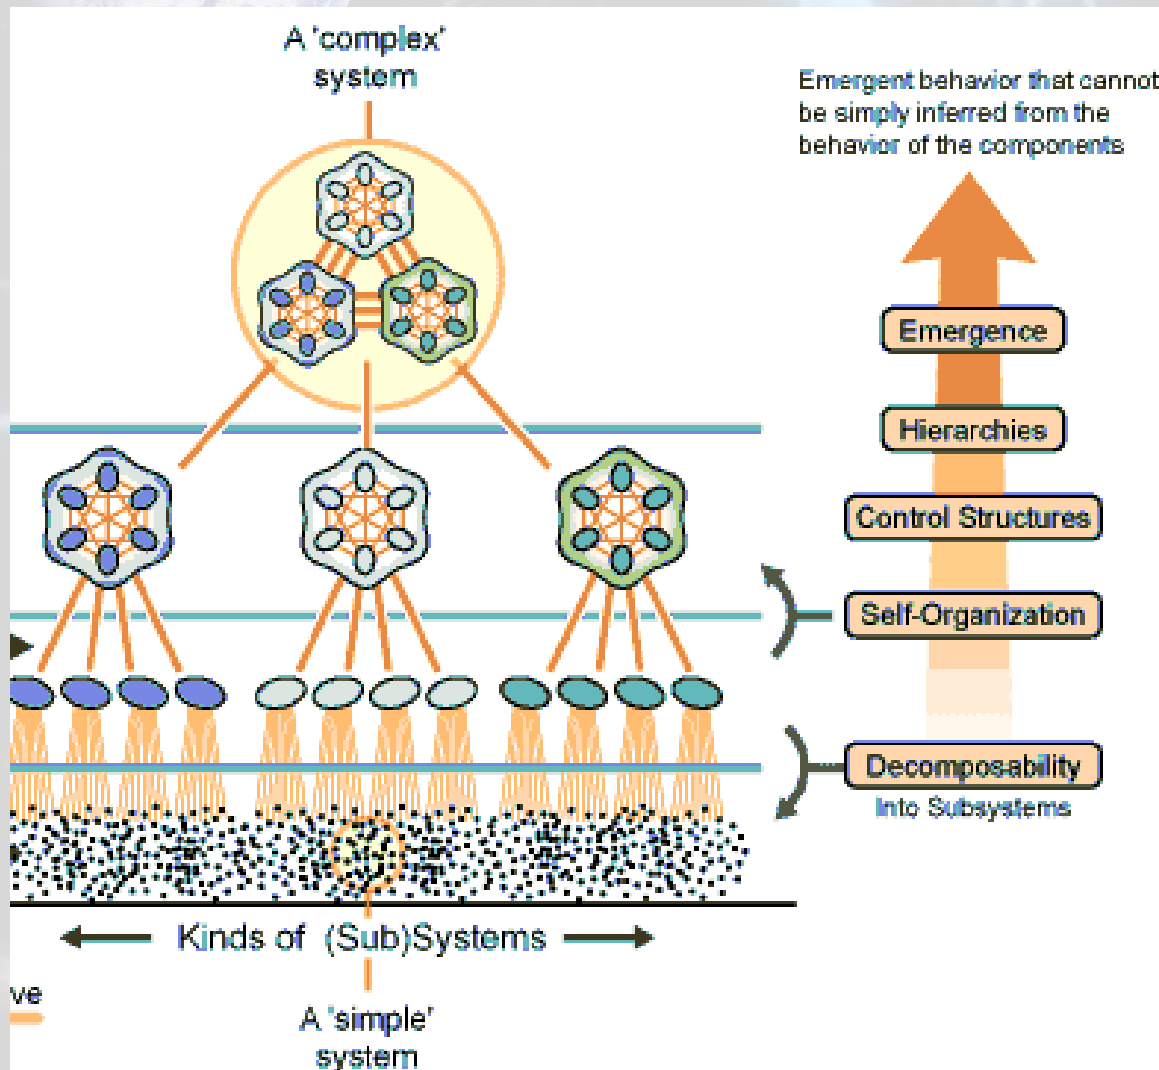 A 'complex'
system
Emergent behavior that cannot
be simply inferred from the
behavior of the components
Emergence
Hierarchies
Control Structures
Self-Organization
Decomposability
Into Subsystems
Kinds of (Sub)Systems
ve
A 'simple'
system